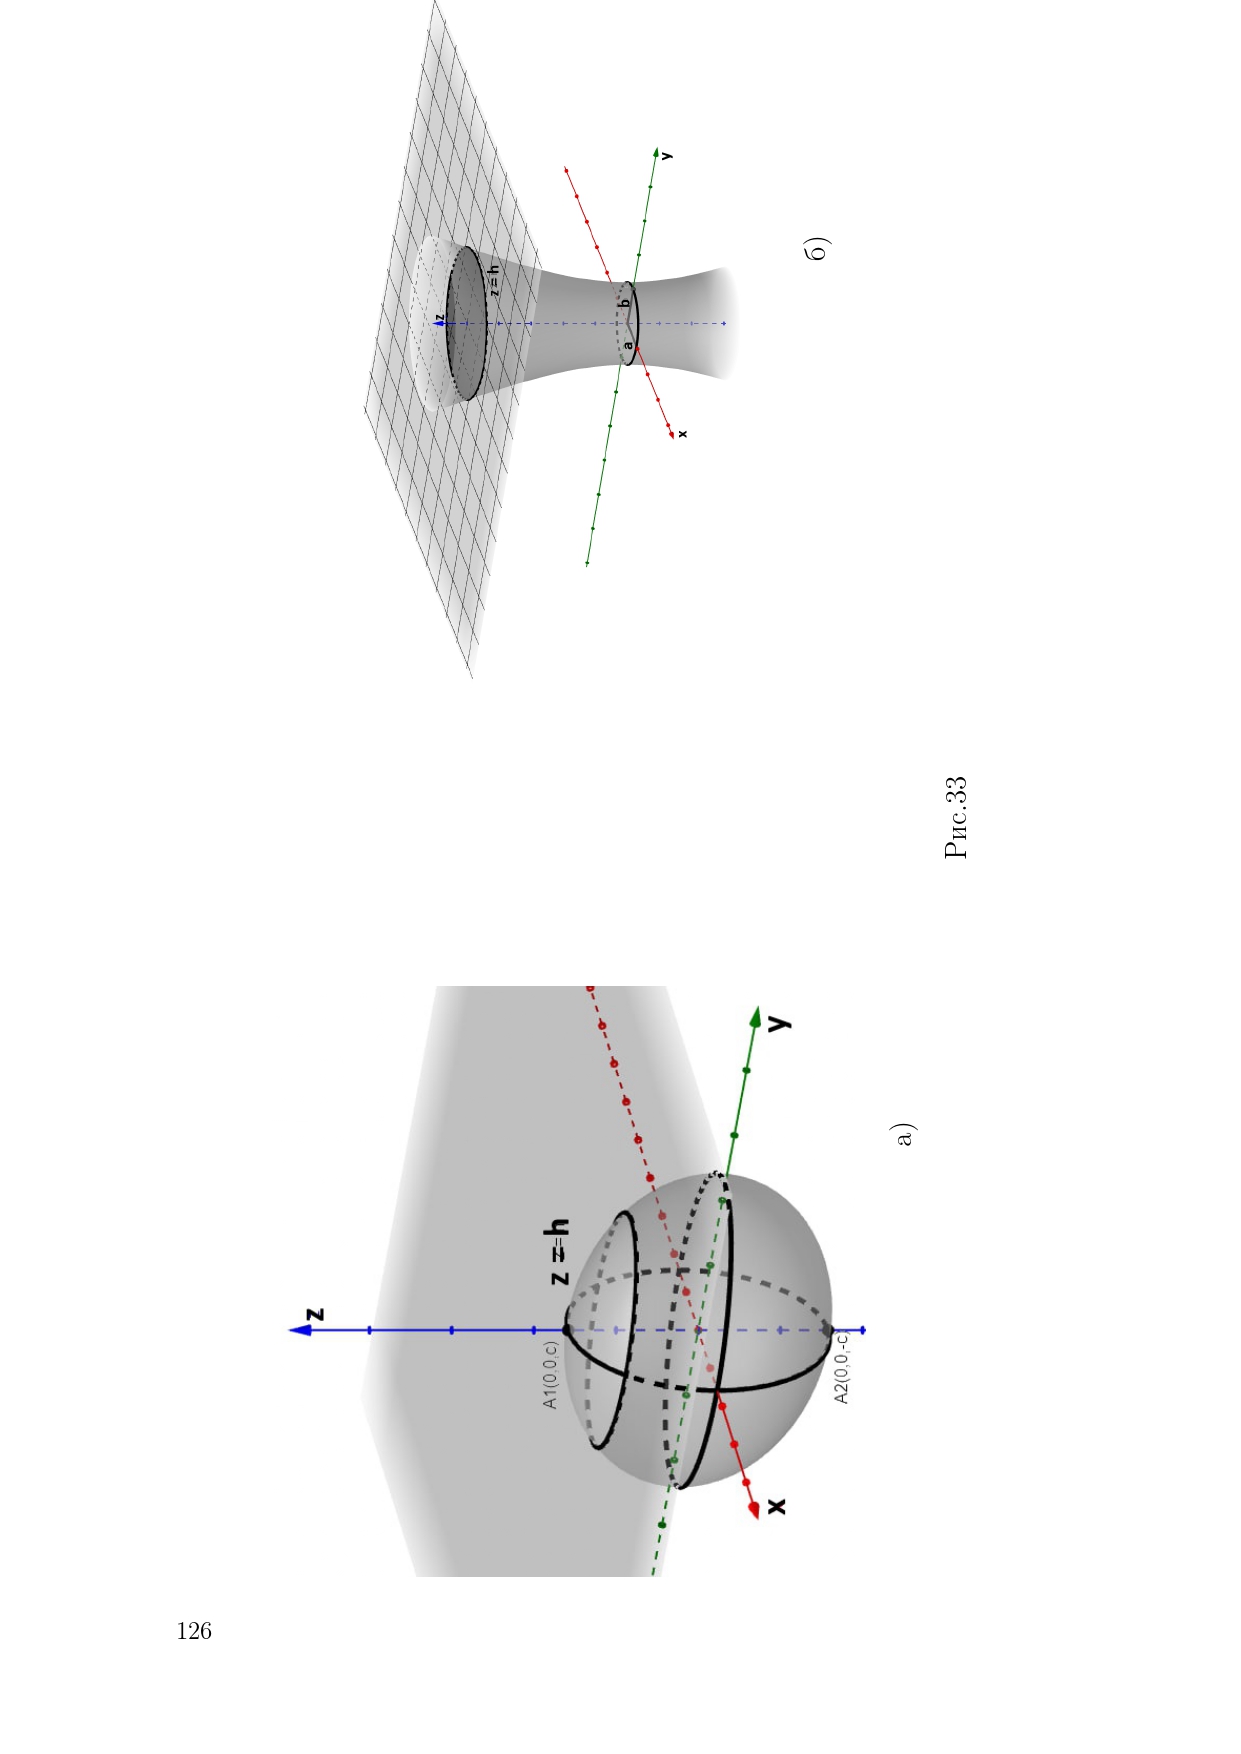 z
z = h
z=h
A1(0,0,c)
A2(0,0,-c)
x
y
а)
z
z = h
a
b
x
y
б)
Рис.33
126